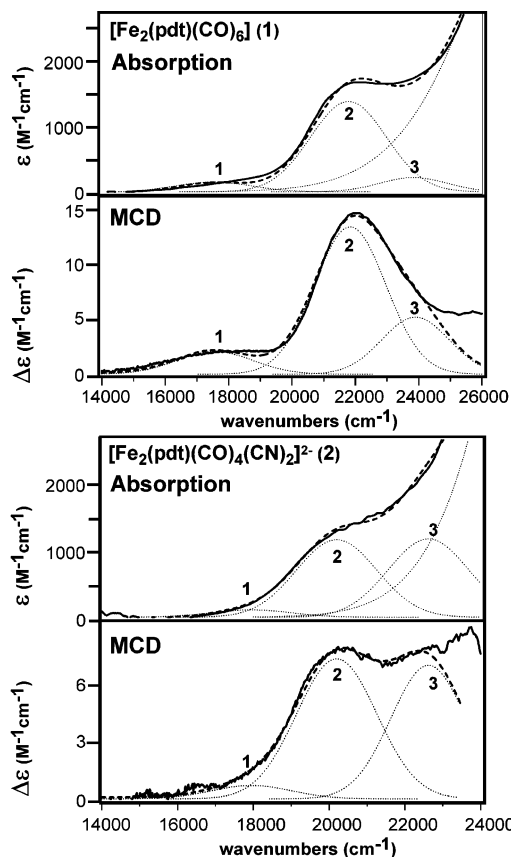 [Fe₂(pdt)(CO)₆] (1)
Absorption
2000
1000
0
ε (M⁻¹cm⁻¹)
1
2
3
MCD
15
10
5
0
Δε (M⁻¹cm⁻¹)
1
2
3
14000 16000 18000 20000 22000 24000 26000
wavenumbers (cm⁻¹)
[Fe₂(pdt)(CO)₄(CN)₂]²⁻ (2)
Absorption
2000
1000
0
ε (M⁻¹cm⁻¹)
1
2
3
MCD
6
3
0
Δε (M⁻¹cm⁻¹)
1
2
3
14000 16000 18000 20000 22000 24000
wavenumbers (cm⁻¹)